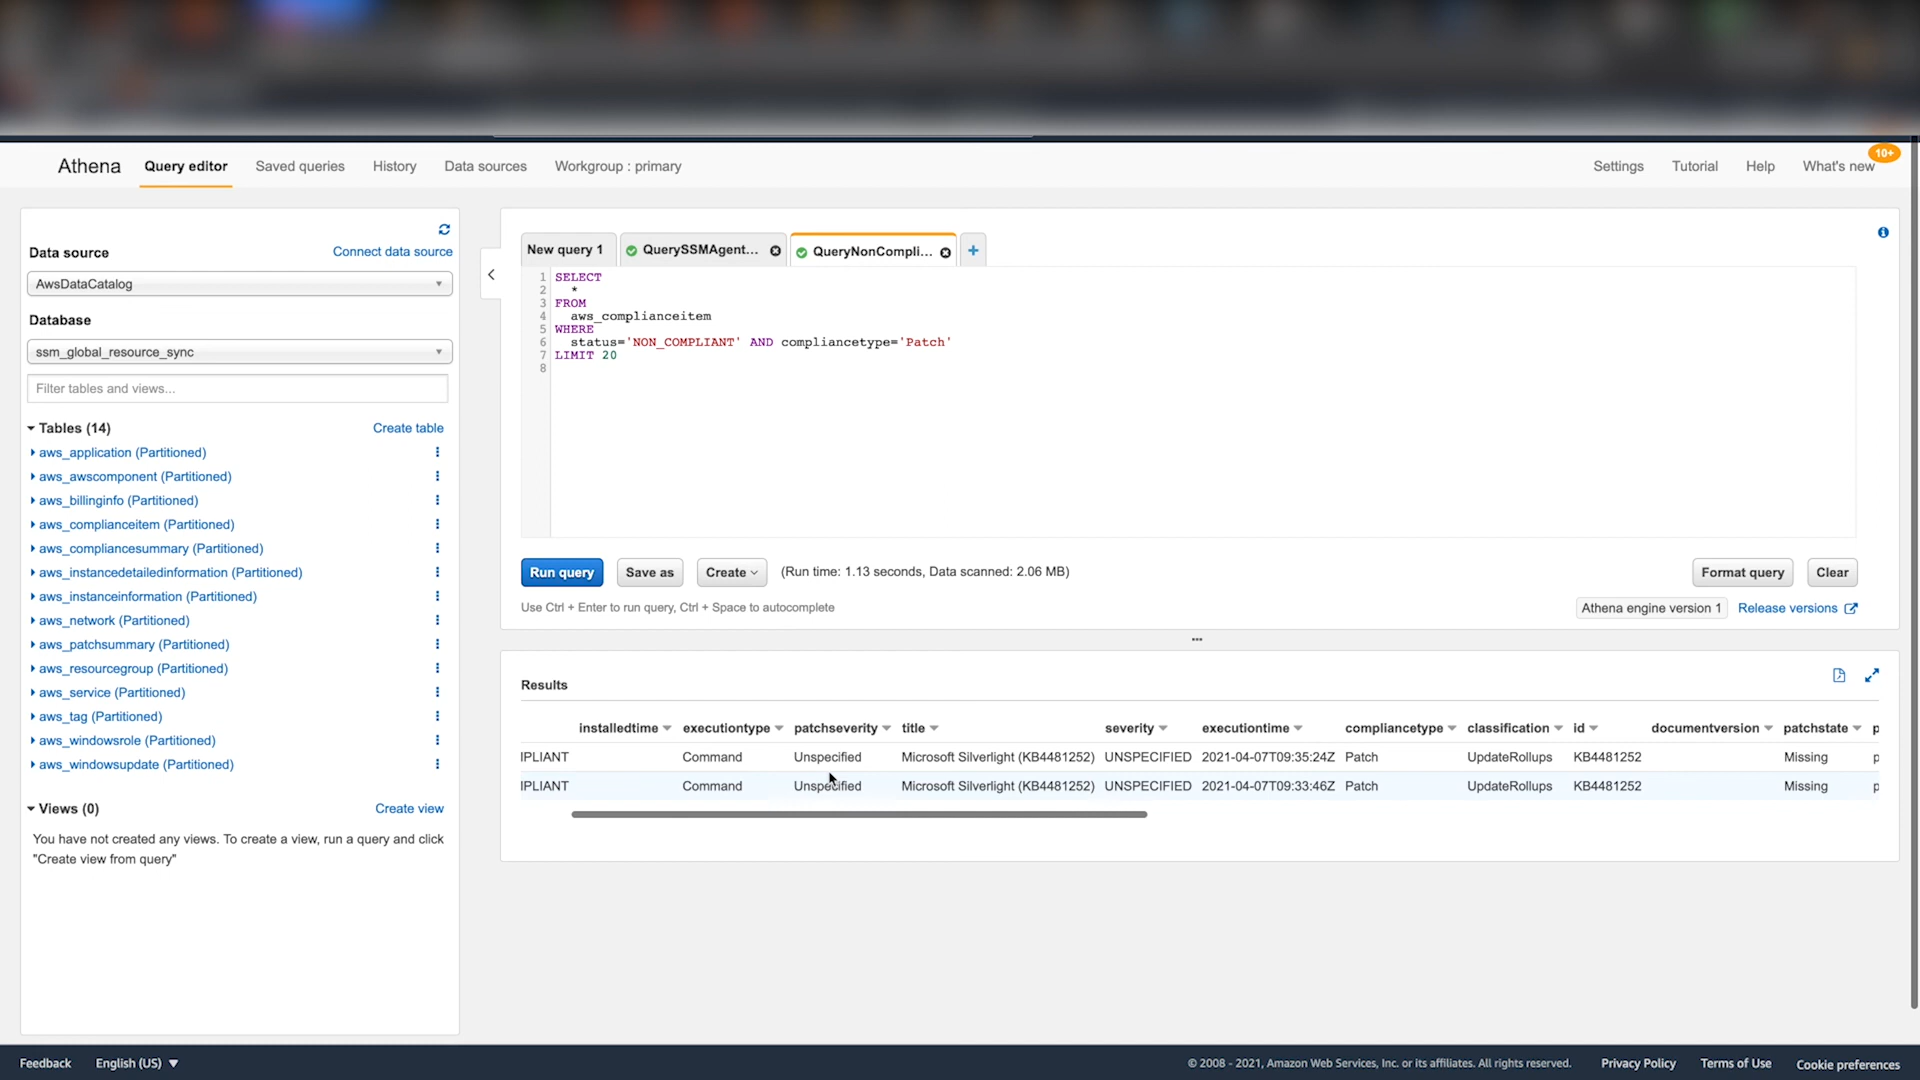 Athena Query editor Saved queries History Data sources Workgroup : primary Settings Tutorial Help What's new 10+
Data source Connect data source
AwsDataCatalog
Database
ssm_global_resource_sync
Filter tables and views...
Tables (14) Create table
aws_application (Partitioned)
aws_awscomponent (Partitioned)
aws_billinginfo (Partitioned)
aws_complianceitem (Partitioned)
aws_compliancesummary (Partitioned)
aws_instancedetailedinformation (Partitioned)
aws_instanceinformation (Partitioned)
aws_network (Partitioned)
aws_patchsummary (Partitioned)
aws_resourcegroup (Partitioned)
aws_service (Partitioned)
aws_tag (Partitioned)
aws_windowsrole (Partitioned)
aws_windowsupdate (Partitioned)
Views (0) Create view
You have not created any views. To create a view, run a query and click
"Create view from query"
New query 1 QuerySSMAgent... QueryNonCompli... +
1 SELECT
2 *
3 FROM
4 aws_complianceitem
5 WHERE
6 status='NON_COMPLIANT' AND compliancetype='Patch'
7 LIMIT 20
8
Run query Save as Create (Run time: 1.13 seconds, Data scanned: 2.06 MB) Format query Clear
Use Ctrl + Enter to run query, Ctrl + Space to autocomplete Athena engine version 1 Release versions
Results
installedtime executiontype patchseverity title severity executiontime compliancetype classification id documentversion patchstate p
IPLIANT Command Unspecified Microsoft Silverlight (KB4481252) UNSPECIFIED 2021-04-07T09:35:24Z Patch UpdateRollups KB4481252 Missing p
IPLIANT Command Unspecified Microsoft Silverlight (KB4481252) UNSPECIFIED 2021-04-07T09:33:46Z Patch UpdateRollups KB4481252 Missing p
Feedback English (US) © 2008 - 2021, Amazon Web Services, Inc. or its affiliates. All rights reserved. Privacy Policy Terms of Use Cookie preferences